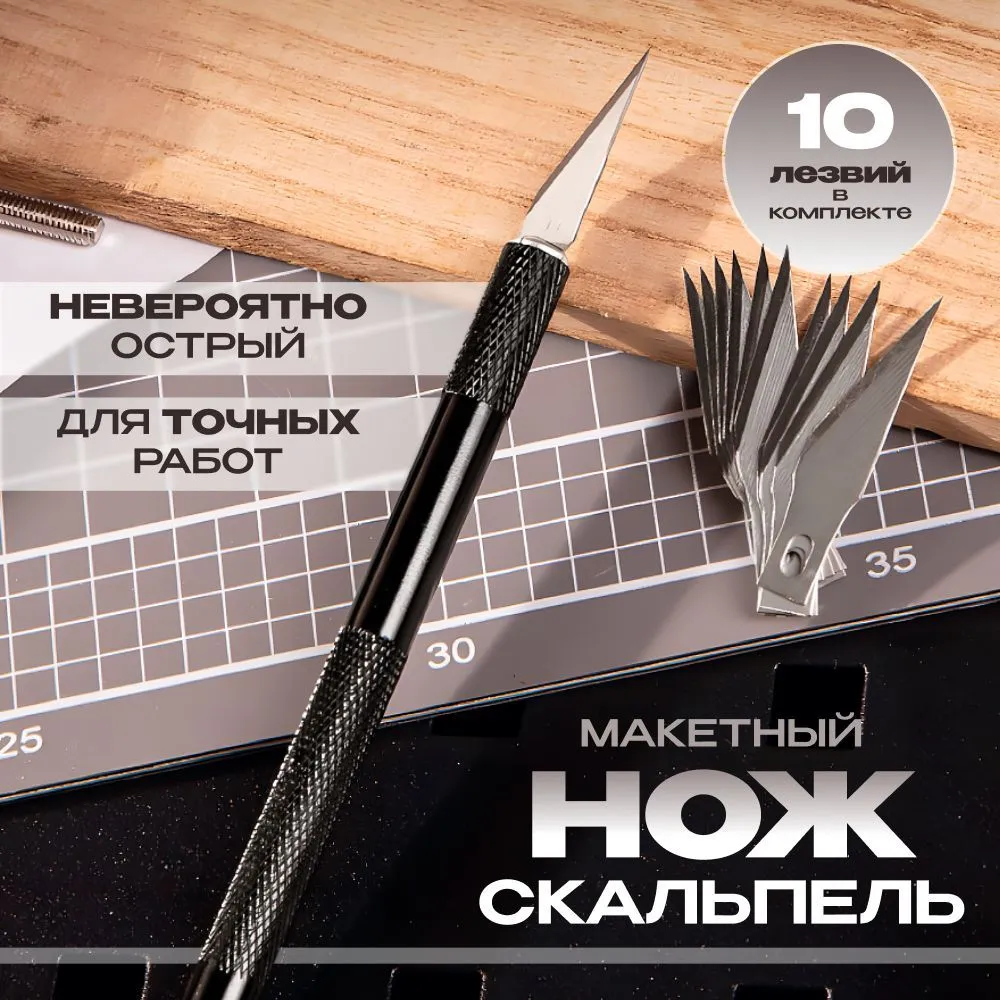 10
лезвий
в
комплекте
НЕВЕРОЯТНО
ОСТРЫЙ
ДЛЯ ТОЧНЫХ
РАБОТ
35
30
25
МАКЕТНЫЙ
НОЖ
СКАЛЬПЕЛЬ